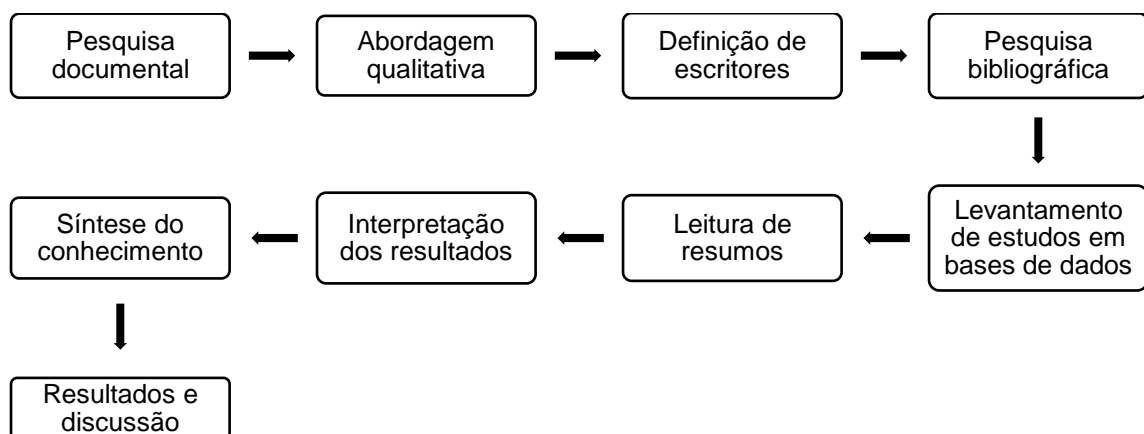 Pesquisa
documental
Abordagem
qualitativa
Definição de
escritores
Pesquisa
bibliográfica
Levantamento
de estudos em
bases de dados
Leitura de
resumos
Interpretação
dos resultados
Síntese do
conhecimento
Resultados e
discussão